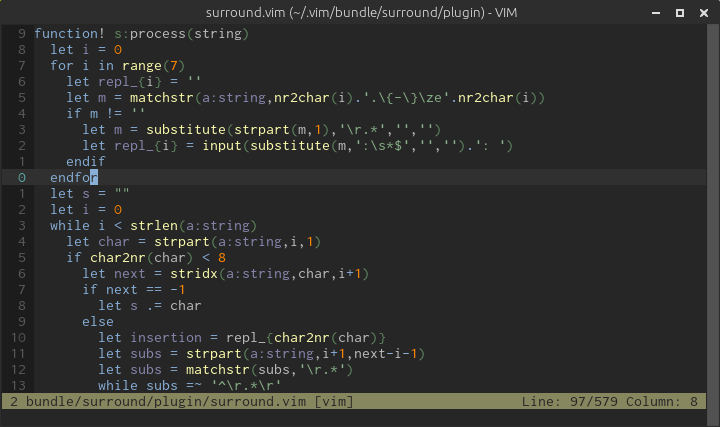 surround.vim (~/.vim/bundle/surround/plugin) - VIM
9 function! s:process(string)
8   let i = 0
7   for i in range(7)
6     let repl_{i} = ''
5     let m = matchstr(a:string,nr2char(i).'.\{-\}\ze'.nr2char(i))
4     if m != ''
3       let m = substitute(strpart(m,1),'\r.*','','')
2       let repl_{i} = input(substitute(m,':\s*$','','').': ')
1     endif
0   endfor
1   let s = ""
2   let i = 0
3   while i < strlen(a:string)
4     let char = strpart(a:string,i,1)
5     if char2nr(char) < 8
6       let next = stridx(a:string,char,i+1)
7       if next == -1
8         let s .= char
9       else
10         let insertion = repl_{char2nr(char)}
11         let subs = strpart(a:string,i+1,next-i-1)
12         let subs = matchstr(subs,'\r.*')
13         while subs =~ '^\r.*\r'
2 bundle/surround/plugin/surround.vim [vim] Line: 97/579 Column: 8